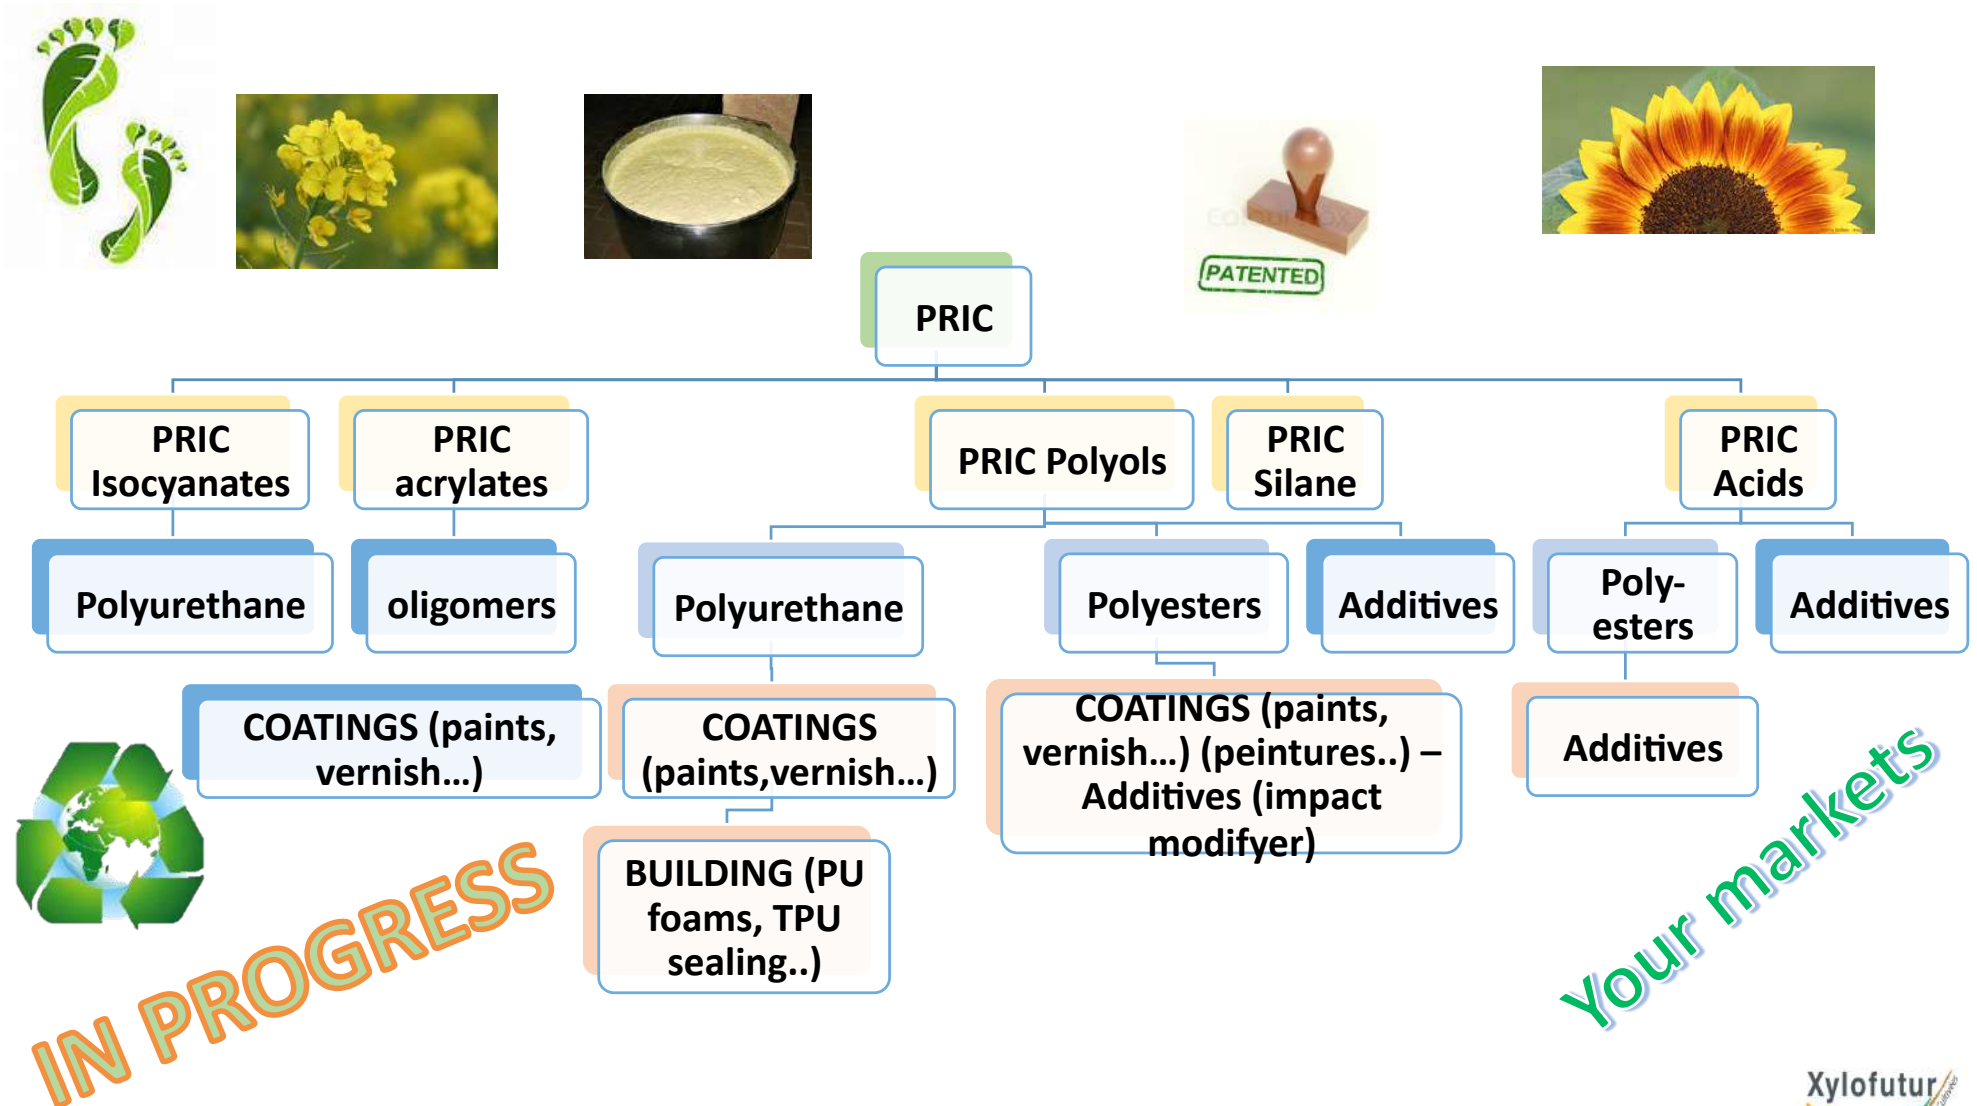 PATENTED
PRIC
PRIC
Isocyanates
PRIC
acrylates
PRIC Polyols
PRIC
Silane
PRIC
Acids
Polyurethane
oligomers
Polyurethane
Polyesters
Additives
Poly-
esters
Additives
COATINGS (paints,
vernish...)
COATINGS
(paints,vernish...)
COATINGS (paints,
vernish...) (peintures..) –
Additives (impact
modifyer)
Additives
BUILDING (PU
foams, TPU
sealing..)
IN PROGRESS
Your markets
Xylofutur